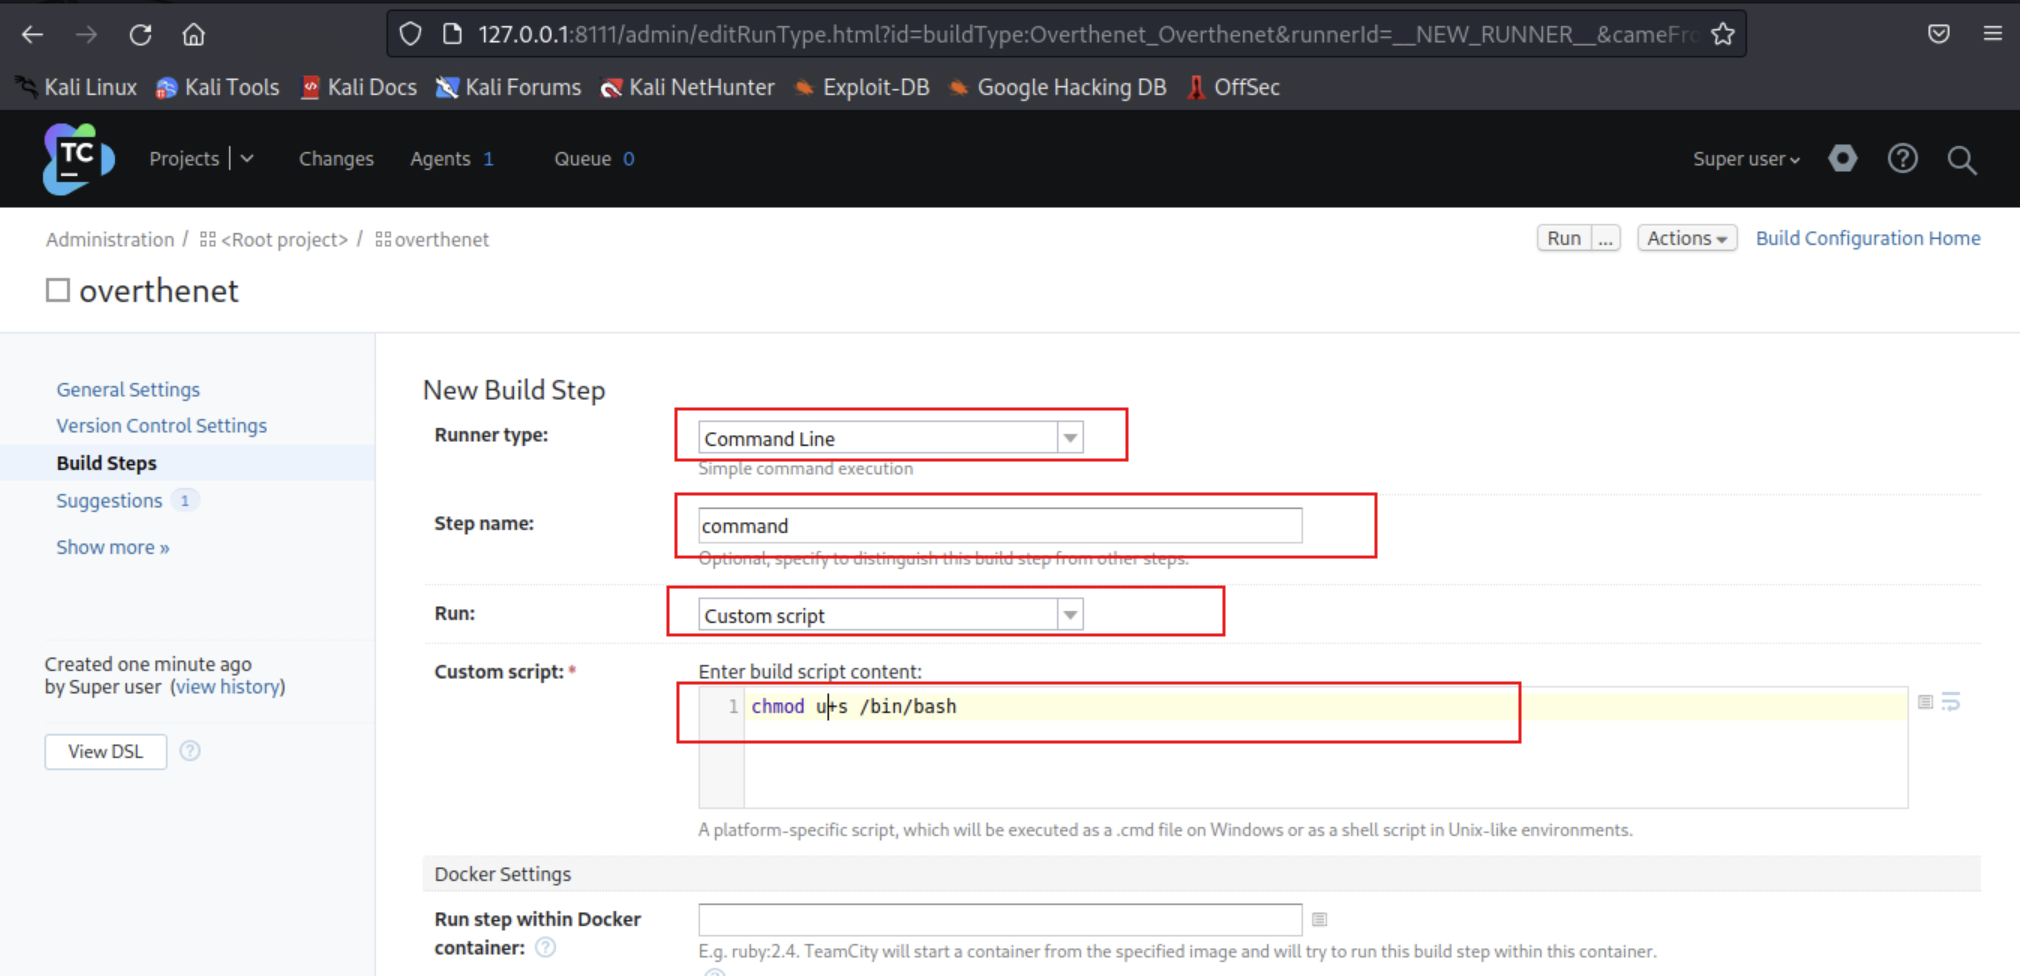 127.0.0.1:8111/admin/editRunType.html?id=buildType:Overthenet_Overthenet&runnerId=__NEW_RUNNER__&cameFro
Kali Linux Kali Tools Kali Docs Kali Forums Kali NetHunter Exploit-DB Google Hacking DB OffSec
TC Projects Changes Agents 1 Queue 0 Super user
Administration / <Root project> / overthenet Run ... Actions Build Configuration Home
overthenet
General Settings
Version Control Settings
Build Steps
Suggestions 1
Show more »
Created one minute ago
by Super user (view history)
View DSL ?
New Build Step
Runner type: Command Line
Simple command execution
Step name: command
Optional, specify to distinguish this build step from other steps.
Run: Custom script
Custom script: * Enter build script content:
1 chmod u+s /bin/bash
A platform-specific script, which will be executed as a .cmd file on Windows or as a shell script in Unix-like environments.
Docker Settings
Run step within Docker
container: ?
E.g. ruby:2.4. TeamCity will start a container from the specified image and will try to run this build step within this container.